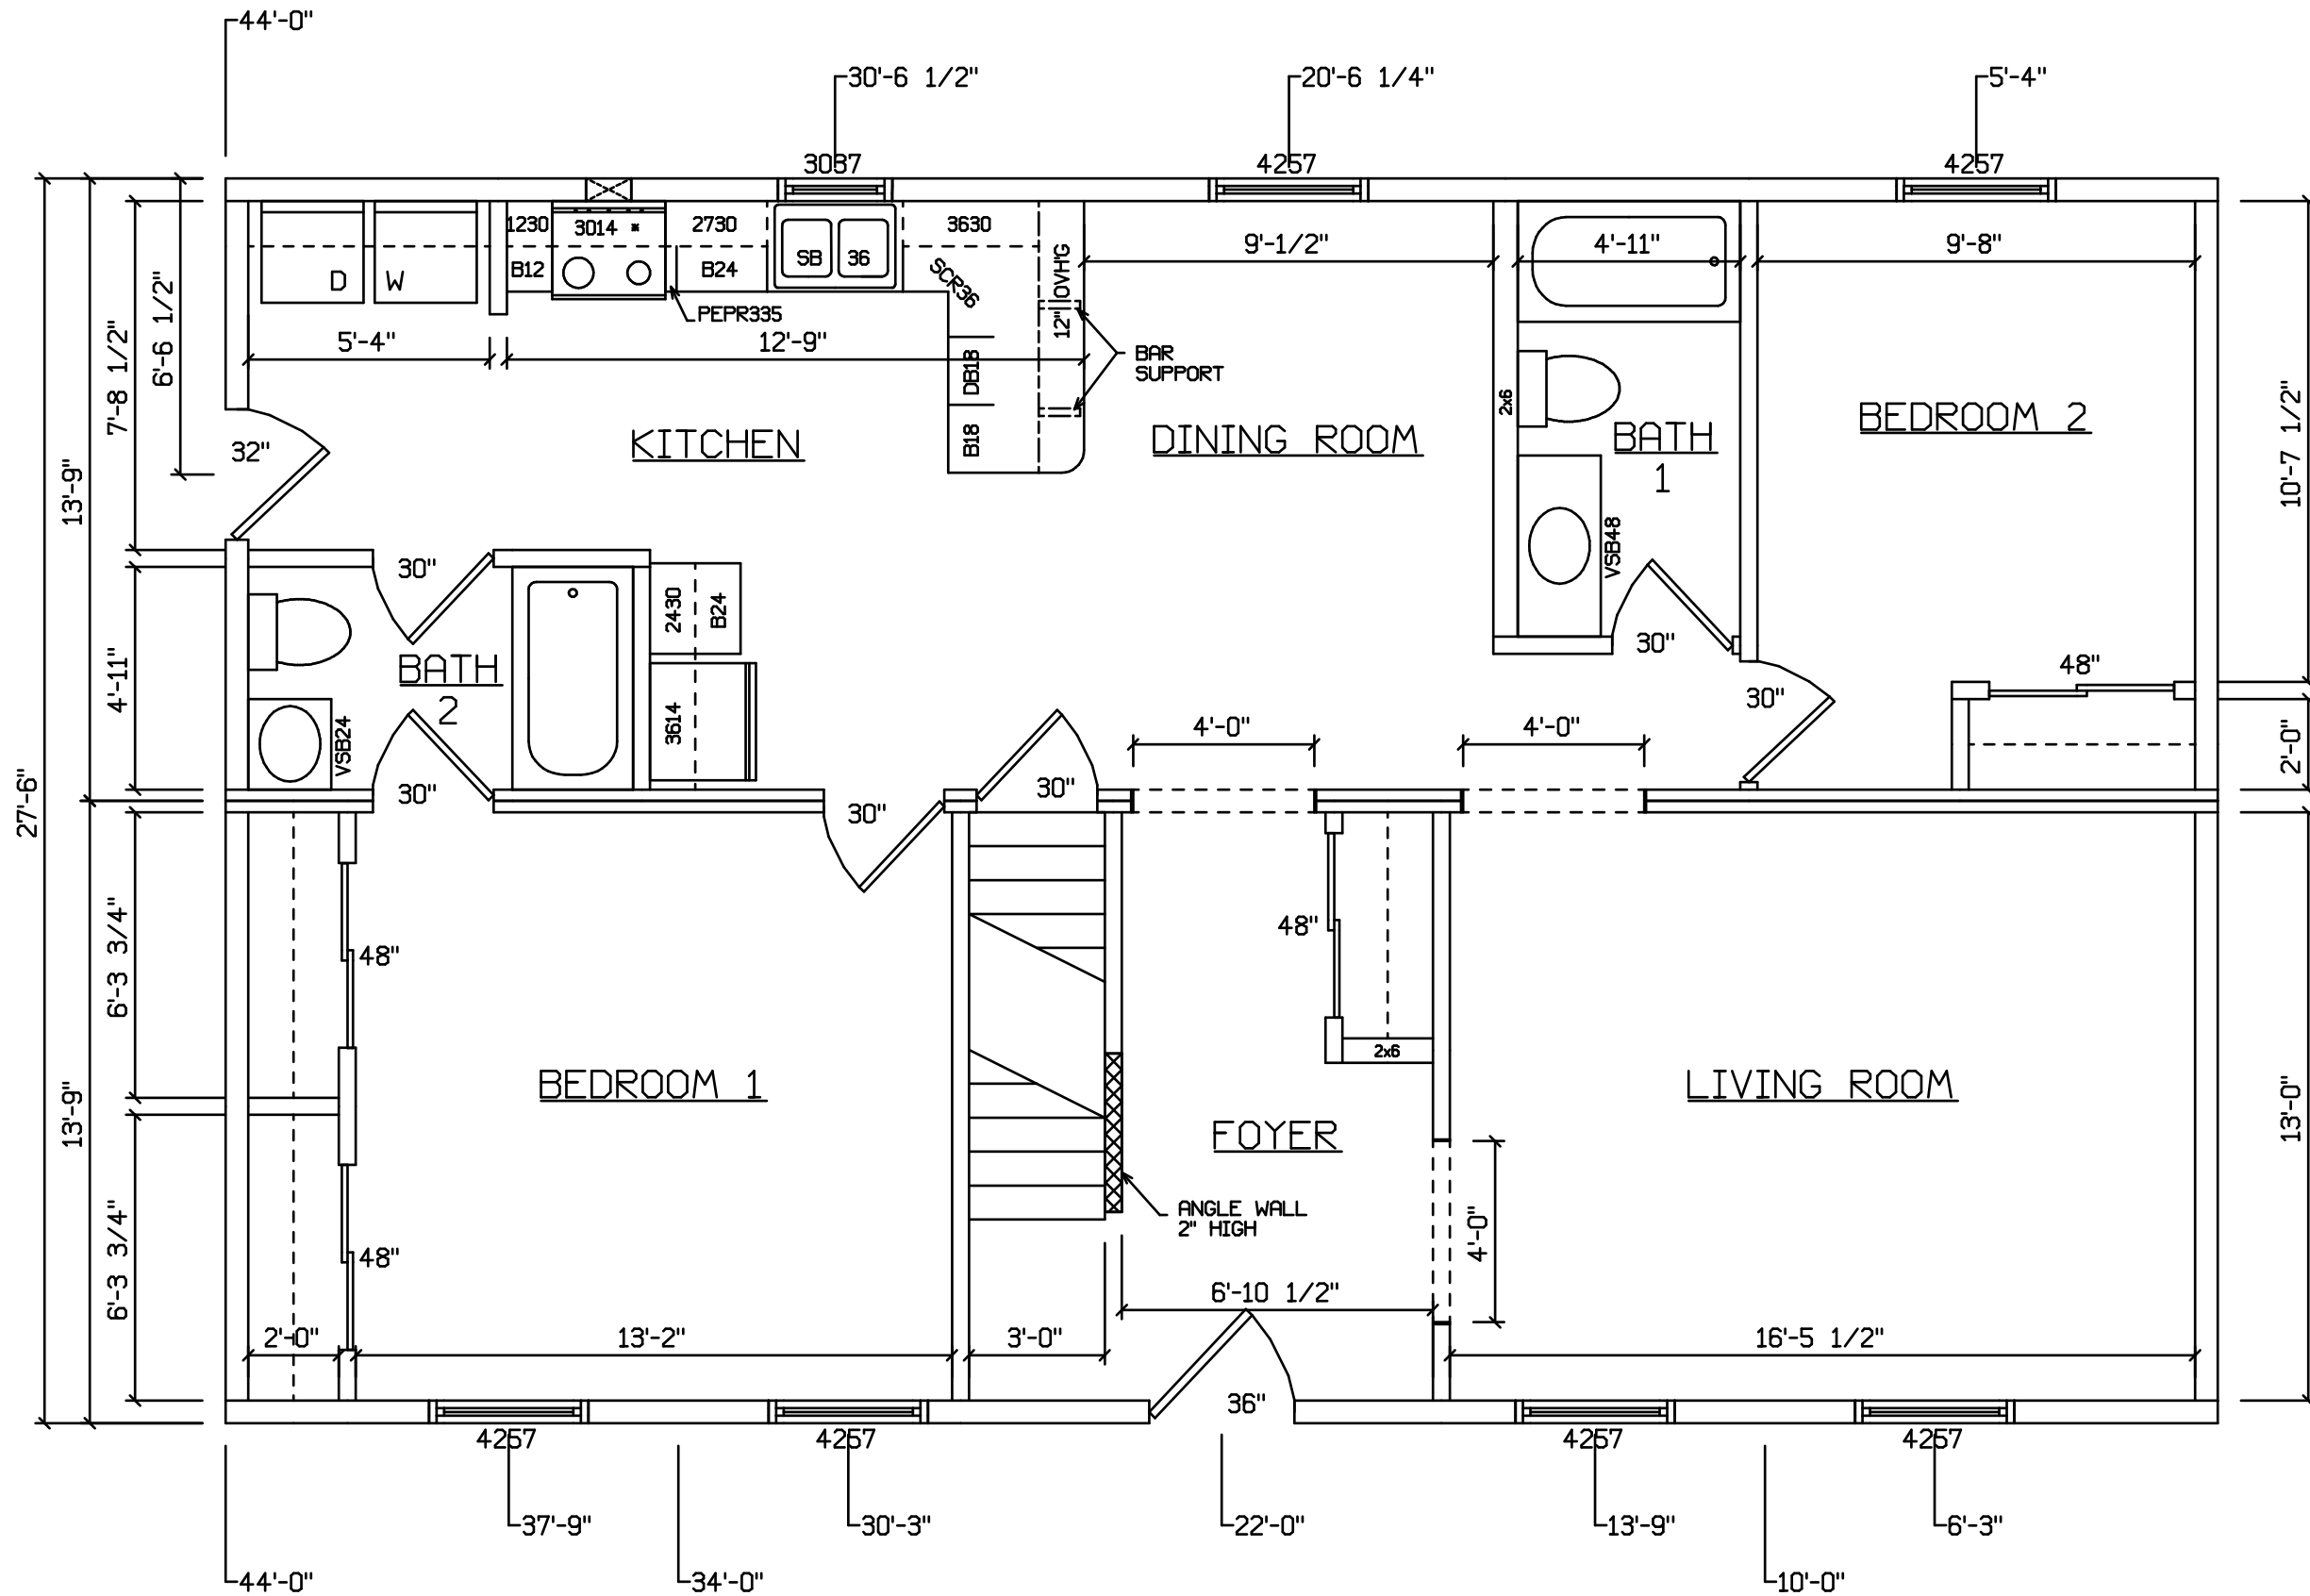 44'-0"
30'-6 1/2"
20'-6 1/4"
5'-4"
3037
4257
4257
1230
3014 *
2730
3630
9'-1/2"
4'-11"
9'-8"
D
W
B12
B24
SB
36
SCR36
12" OVH'G
PEPR335
5'-4"
12'-9"
BAR
SUPPORT
DB18
B18
2x6
6'-6 1/2"
7'-8 1/2"
13'-9"
27'-6"
32"
KITCHEN
DINING ROOM
BATH
1
BEDROOM 2
10'-7 1/2"
VSB48
30"
30"
30"
48"
2430
B24
BATH
2
4'-11"
VSB24
3614
4'-0"
4'-0"
2'-0"
30"
30"
30"
48"
48"
6'-3 3/4"
2x6
BEDROOM 1
LIVING ROOM
FOYER
13'-9"
13'-0"
ANGLE WALL
2" HIGH
4'-0"
6'-3 3/4"
48"
6'-10 1/2"
2'-0"
13'-2"
3'-0"
16'-5 1/2"
36"
4257
4257
4257
4257
37'-9"
30'-3"
22'-0"
13'-9"
6'-3"
44'-0"
34'-0"
10'-0"